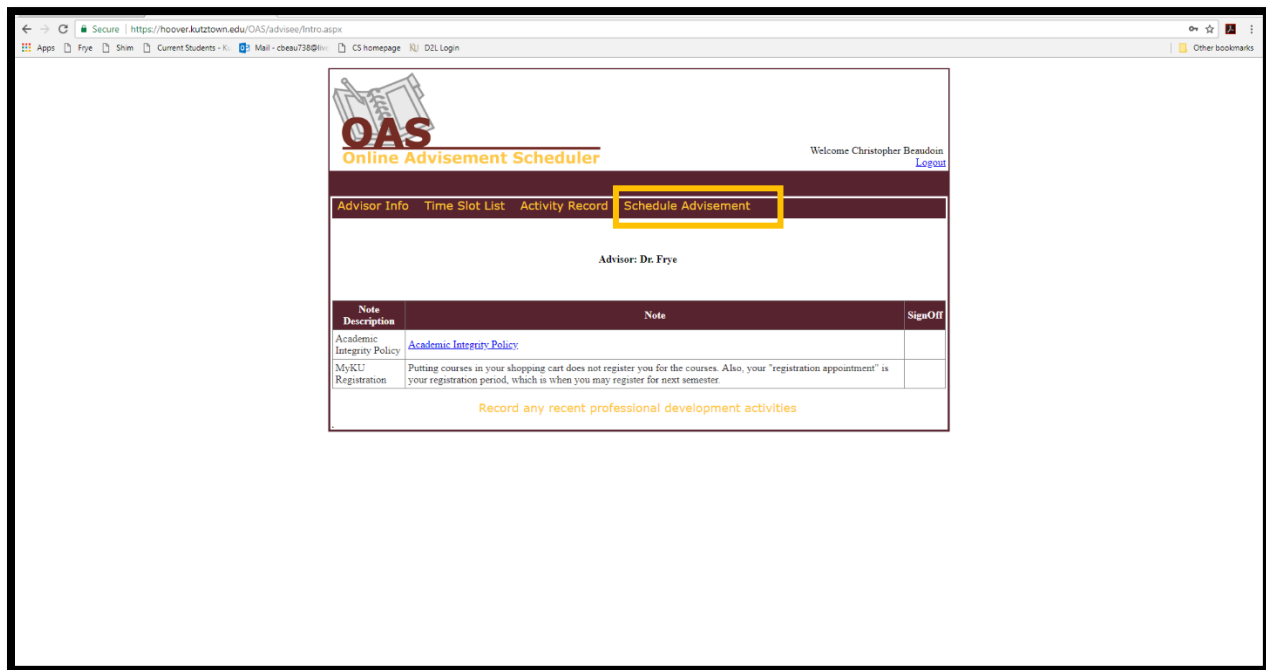 Secure | https://hoover.kutztown.edu/OAS/advisee/Intro.aspx
Apps Frye Shim Current Students - K Mail - cbeau738@liv CS homepage D2L Login Other bookmarks
OAS
Online Advisement Scheduler
Welcome Christopher Beaudoin
Logout
Advisor Info Time Slot List Activity Record Schedule Advisement
Advisor: Dr. Frye
Note Description Note SignOff
Academic Integrity Policy Academic Integrity Policy
MyKU Registration Putting courses in your shopping cart does not register you for the courses. Also, your "registration appointment" is
your registration period, which is when you may register for next semester.
Record any recent professional development activities
.